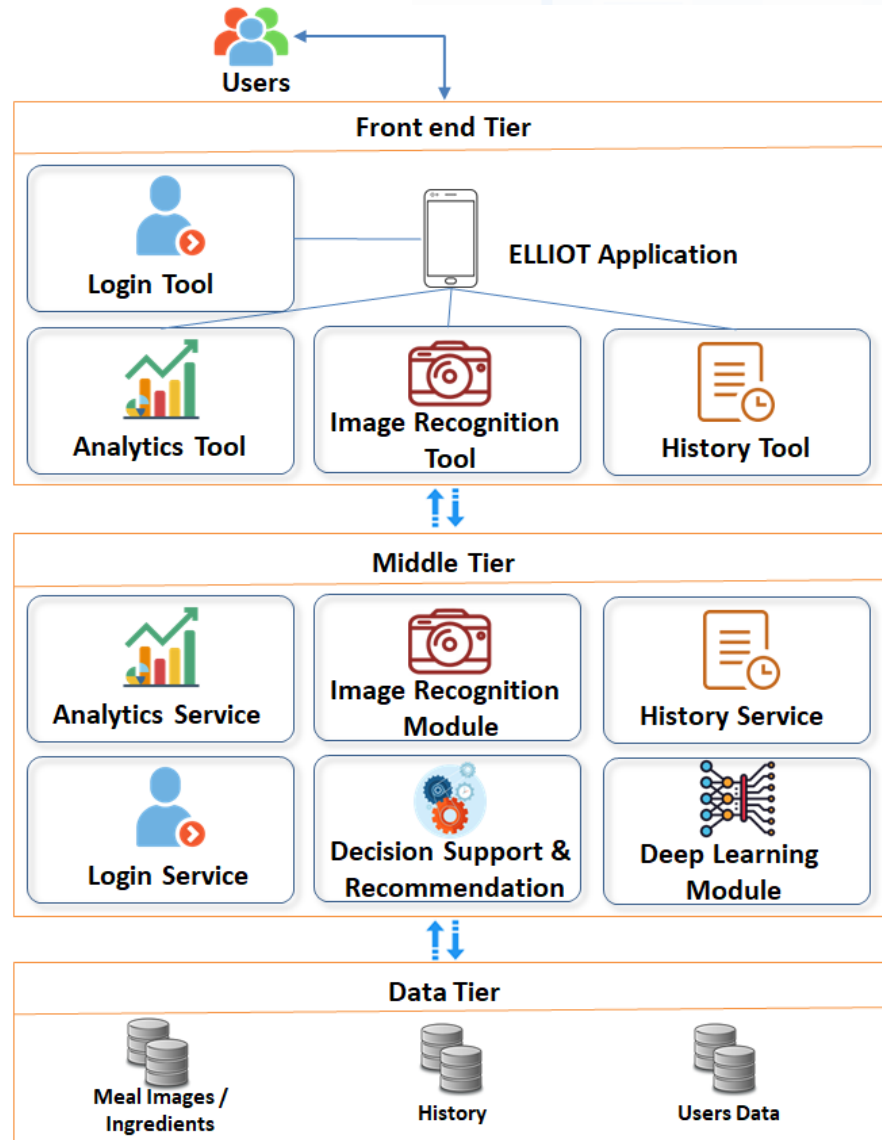 Users
Front end Tier
Login Tool
ELLIOT Application
Analytics Tool
Image Recognition
Tool
History Tool
Middle Tier
Analytics Service
Image Recognition
Module
History Service
Login Service
Decision Support &
Recommendation
Deep Learning
Module
Data Tier
Meal Images /
Ingredients
History
Users Data